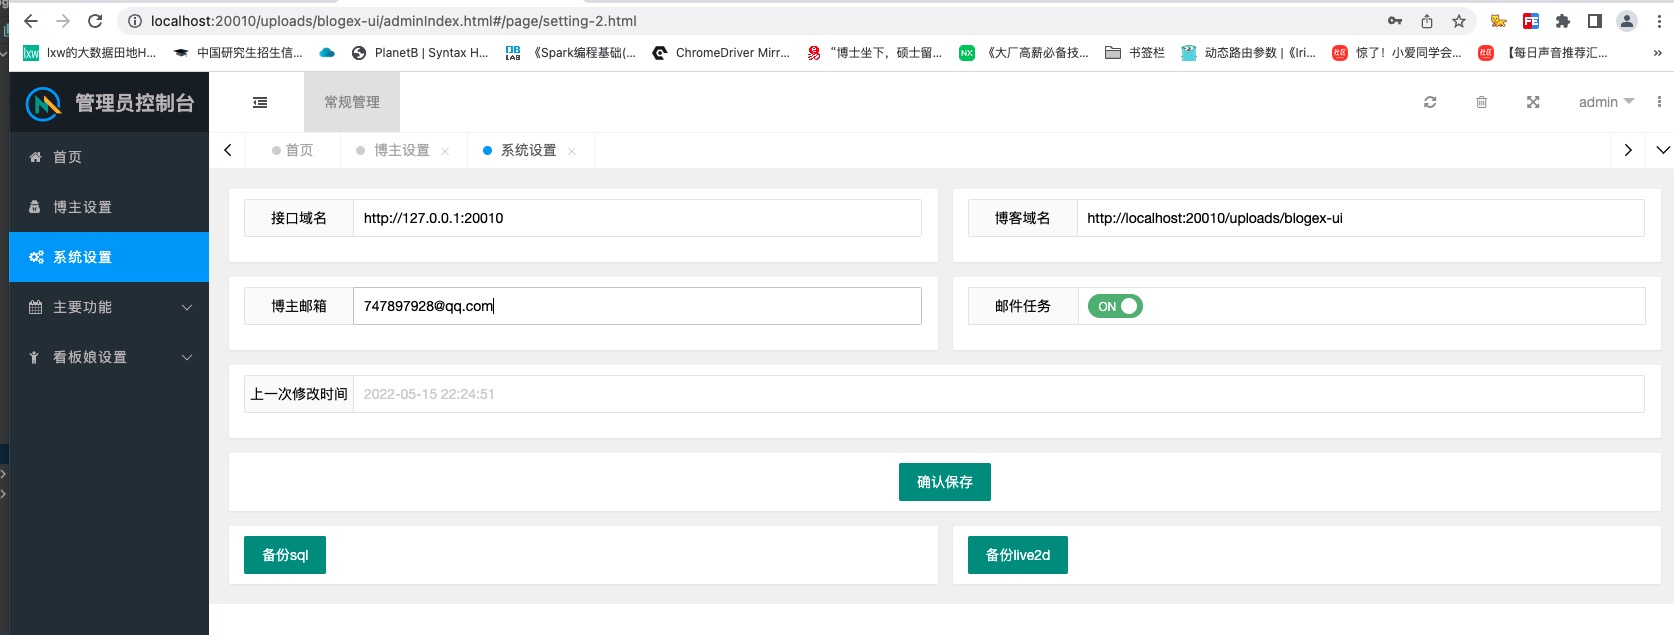 localhost:20010/uploads/blogex-ui/adminIndex.html#/page/setting-2.html
lxw lxw的大数据田地H... 中国研究生招生信... PlanetB | Syntax H... DB LAB 《Spark编程基础(... ChromeDriver Mirr... “博士坐下，硕士留... NX 《大厂高薪必备技... 书签栏 动态路由参数 |《Iri... 社区 惊了！小爱同学会... 社区 【每日声音推荐汇... »
管理员控制台 常规管理 admin
首页 博主设置 系统设置
首页
博主设置
系统设置
主要功能
看板娘设置
接口域名 http://127.0.0.1:20010 博客域名 http://localhost:20010/uploads/blogex-ui
博主邮箱 747897928@qq.com 邮件任务 ON
上一次修改时间 2022-05-15 22:24:51
确认保存
备份sql 备份live2d